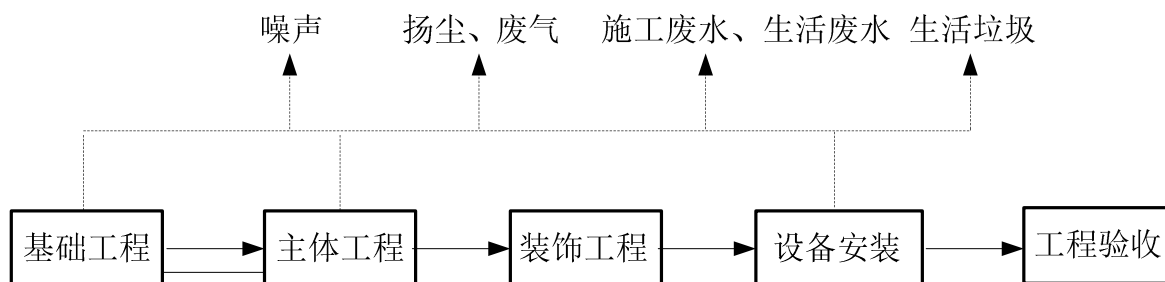 噪声 扬尘、废气 施工废水、生活废水 生活垃圾
基础工程 主体工程 装饰工程 设备安装 工程验收